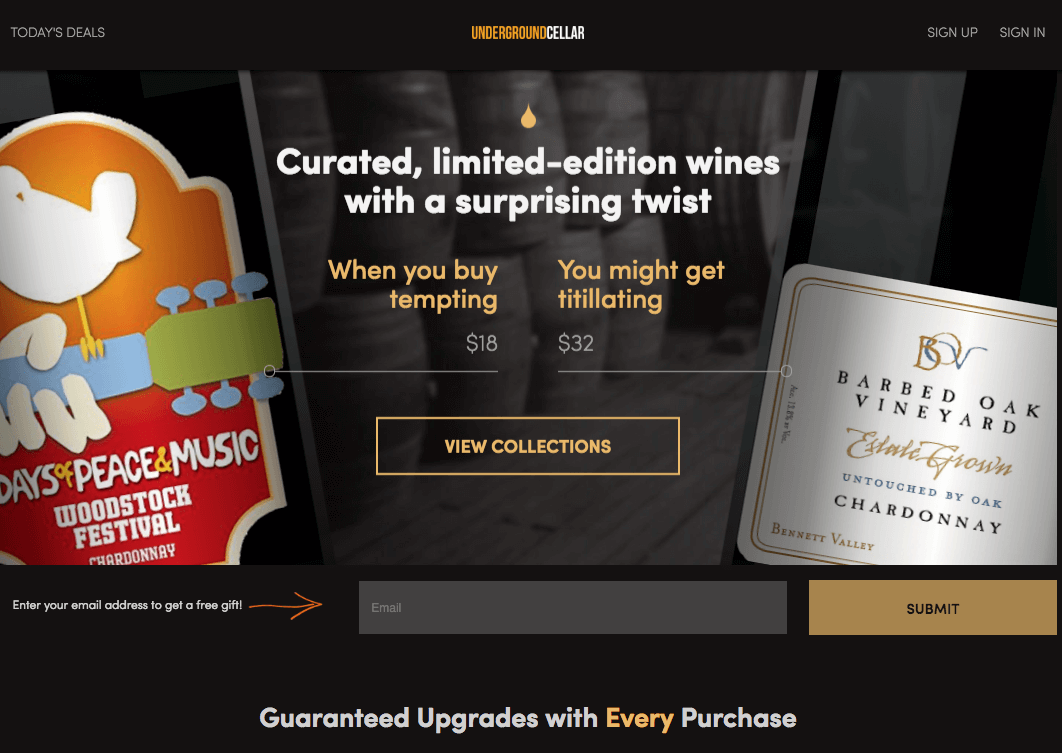 TODAY'S DEALS
UNDERGROUNDCELLAR
SIGN UP
SIGN IN
Curated, limited-edition wines
with a surprising twist
When you buy
tempting
$18
You might get
titillating
$32
VIEW COLLECTIONS
DAYS of PEACE & MUSIC
WOODSTOCK
FESTIVAL
CHARDONNAY
BOV
BARBED OAK
VINEYARD
Estate Grown
UNTOUCHED BY OAK
CHARDONNAY
BENNETT VALLEY
Enter your email address to get a free gift!
Email
SUBMIT
Guaranteed Upgrades with Every Purchase